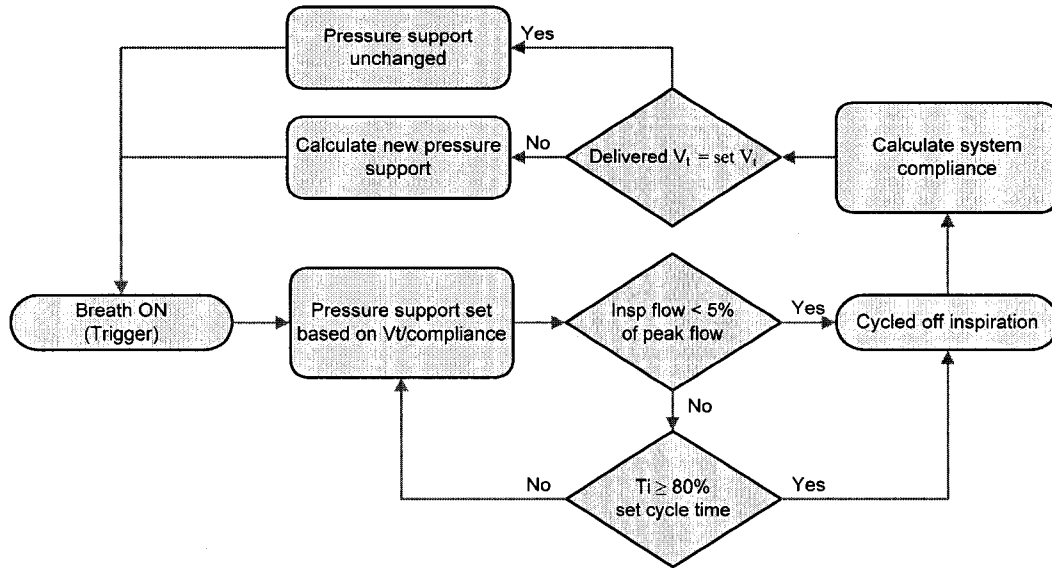 Pressure support
unchanged
Yes
Calculate new pressure
support
No
Delivered Vt = set Vt
Calculate system
compliance
Breath ON
(Trigger)
Pressure support set
based on Vt/compliance
Insp flow < 5%
of peak flow
Yes
Cycled off inspiration
No
No
Ti ≥ 80%
set cycle time
Yes